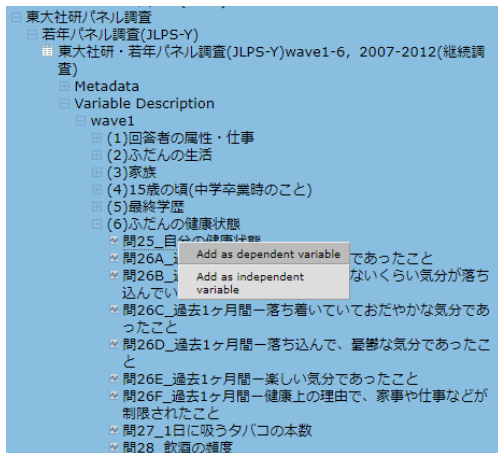 東大社研パネル調査
若年パネル調査(JLPS-Y)
東大社研・若年パネル調査(JLPS-Y)wave1-6，2007-2012(継続調
査)
Metadata
Variable Description
wave1
(1)回答者の属性・仕事
(2)ふだんの生活
(3)家族
(4)15歳の頃(中学卒業時のこと)
(5)最終学歴
(6)ふだんの健康状態
問25_自分の健康状態
Add as dependent variable
問26A_過
であったこと
Add as independent
variable
問26B_過
ないくらい気分が落ち
込んでい
問26C_過去1ヶ月間ー落ち着いていておだやかな気分であ
ったこと
問26D_過去1ヶ月間ー落ち込んで、憂鬱な気分であったこ
と
問26E_過去1ヶ月間ー楽しい気分であったこと
問26F_過去1ヶ月間ー健康上の理由で、家事や仕事などが
制限されたこと
問27_1日に吸うタバコの本数
問28_飲酒の頻度